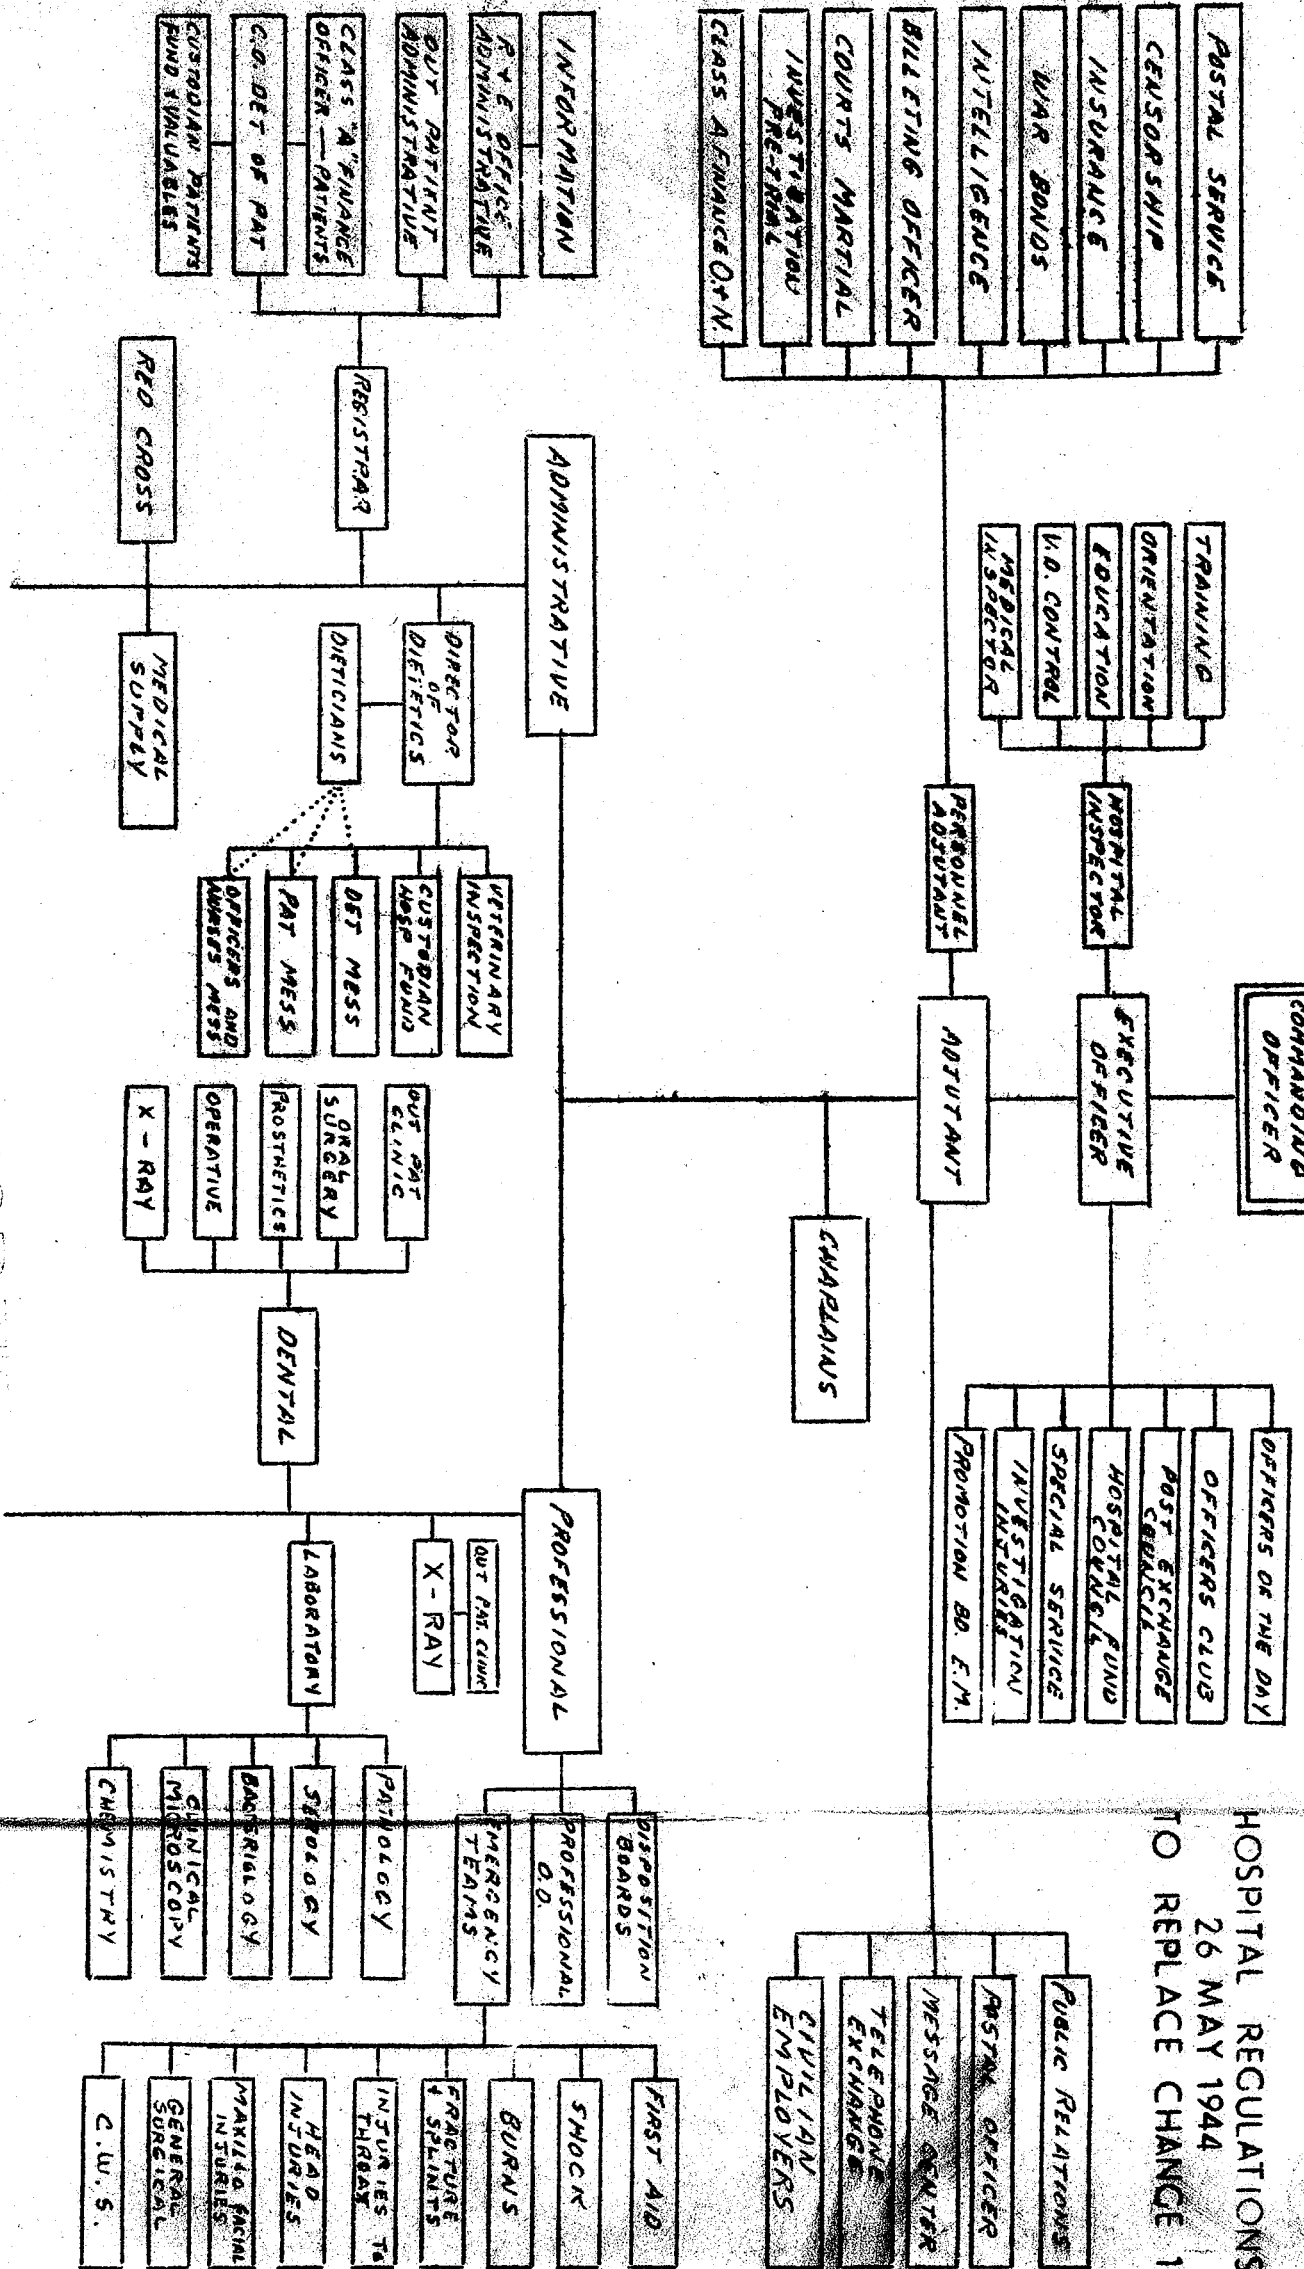 HOSPITAL REGULATIONS
26 MAY 1944
TO REPLACE CHANGE 1
COMMANDING
OFFICER
EXECUTIVE
OFFICER
ADJUTANT
HOSPITAL
INSPECTOR
TRAINING
ORIENTATION
EDUCATION
V.D. CONTROL
MEDICAL
INSPECTOR
OFFICERS OF THE DAY
OFFICERS CLUB
POST EXCHANGE
COUNCIL
HOSPITAL FUND
COUNCIL
SPECIAL SERVICE
INVESTIGATION
INJURIES
PROMOTION BD. E.M.
PERSONNEL
ADJUTANT
POSTAL SERVICE
CENSORSHIP
INSURANCE
WAR BONDS
INTELLIGENCE
BILLETING OFFICER
COURTS MARTIAL
INVESTIGATION
PRE-TRIAL
CLASS A FINANCE O.+N.
PUBLIC RELATIONS
POSTAL OFFICER
MESSAGE CENTER
TELEPHONE
EXCHANGE
CIVILIAN
EMPLOYERS
CHAPLAINS
ADMINISTRATIVE
PROFESSIONAL
INFORMATION
R & E OFFICE
ADMINISTRATIVE
OUT PATIENT
ADMINISTRATIVE
CLASS "A" FINANCE
OFFICER — PATIENTS
C.O. DET OF PAT
CUSTODIAN PATIENTS
FUND & VALUABLES
REGISTRAR
RED CROSS
MEDICAL
SUPPLY
DIRECTOR
OF
DIETETICS
DIETICIANS
VETERINARY
INSPECTION
CUSTODIAN
HOSP FUND
DET MESS
PAT MESS
OFFICERS AND
NURSES MESS
OUT PAT
CLINIC
ORAL
SURGERY
PROSTHETICS
OPERATIVE
X-RAY
DENTAL
OUT PAT. CLINIC
X-RAY
LABORATORY
PATHOLOGY
SEROLOGY
BACTERIOLOGY
CLINICAL
MICROSCOPY
CHEMISTRY
DISPOSITION
BOARDS
PROFESSIONAL
O.D.
EMERGENCY
TEAMS
FIRST AID
SHOCK
BURNS
FRACTURE
& SPLINTS
INJURIES TO
THROAT
HEAD
INJURIES
MAXILO FACIAL
INJURIES
GENERAL
SURGICAL
C.W.S.